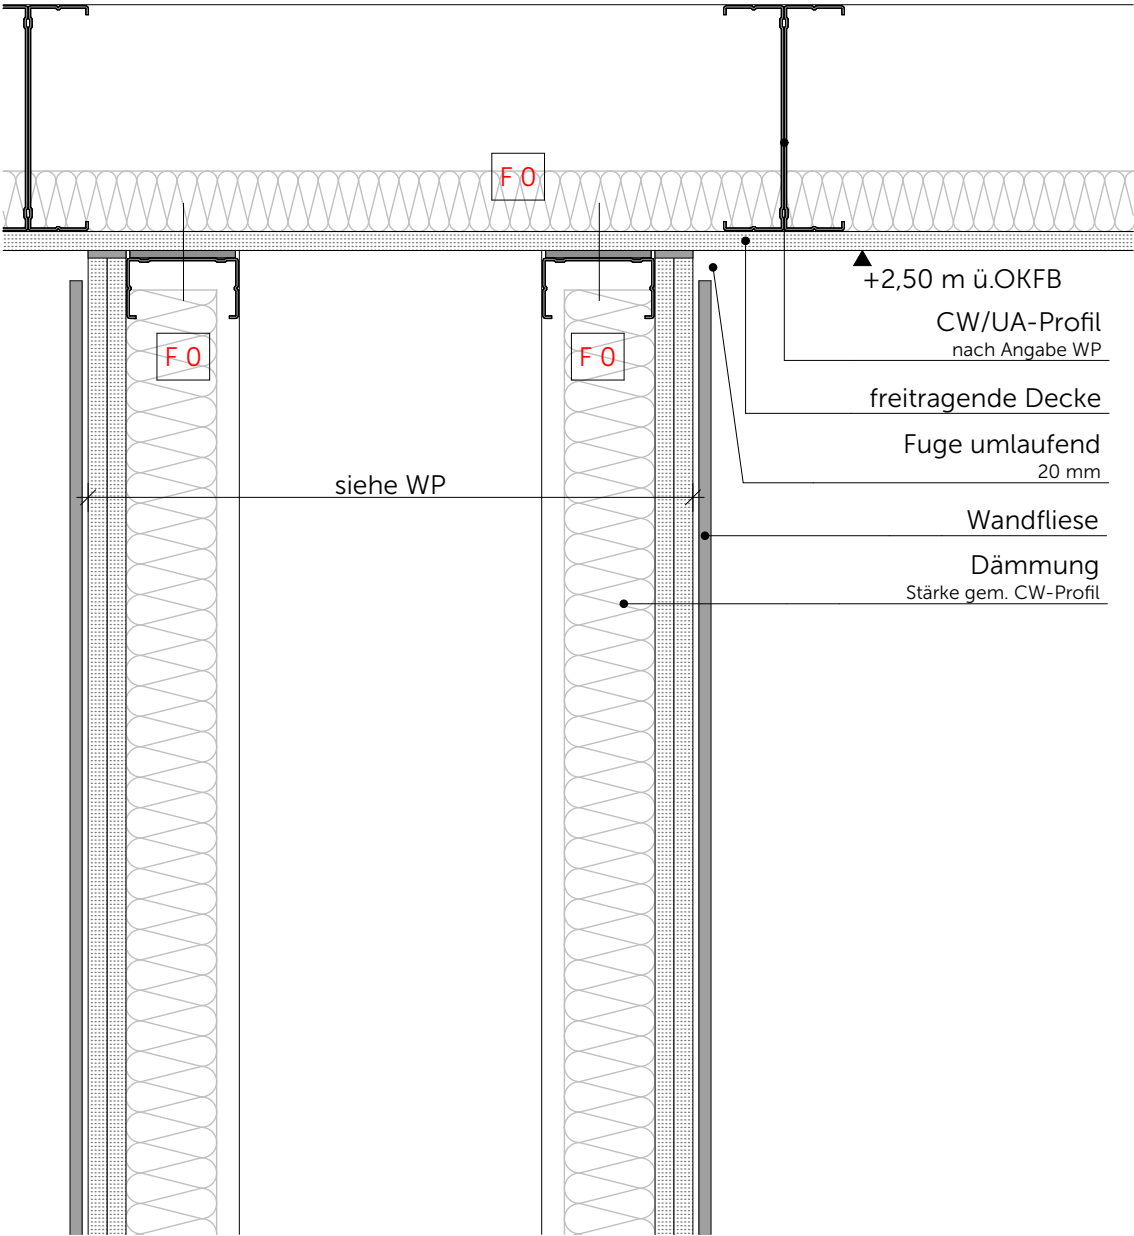 F 0
+2,50 m ü.OKFB
CW/UA-Profil
nach Angabe WP
F 0
F 0
freitragende Decke
Fuge umlaufend
20 mm
siehe WP
Wandfliese
Dämmung
Stärke gem. CW-Profil